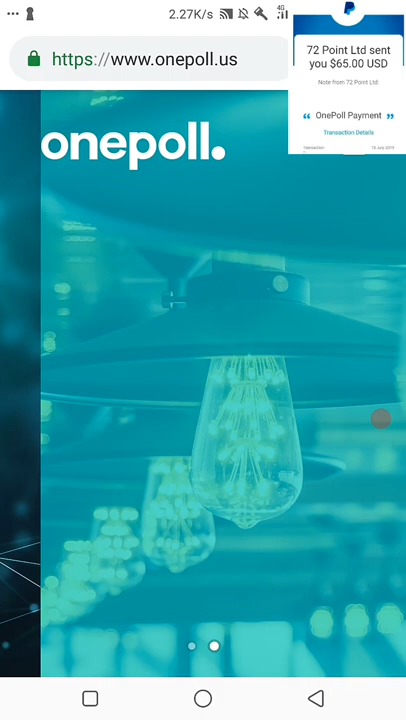 2.27K/s
4G
https://www.onepoll.us
72 Point Ltd sent
you $65.00 USD
Note from 72 Point Ltd:
“ OnePoll Payment ”
Transaction Details
Transaction
onepoll.